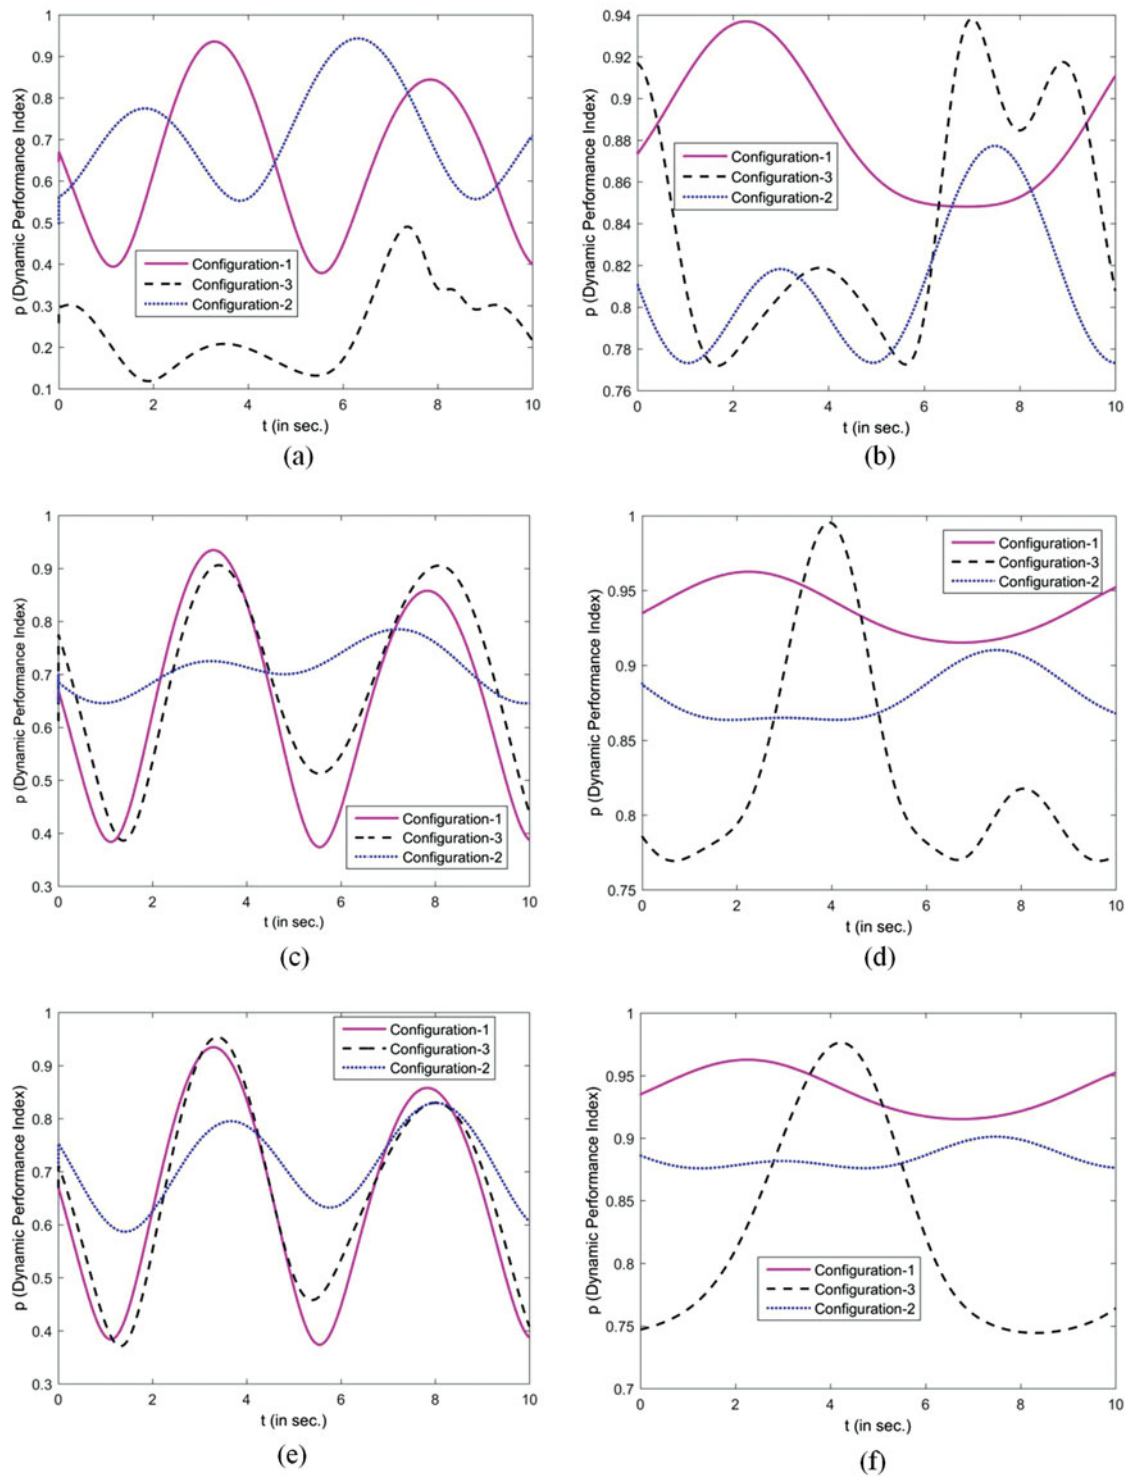 1
0.9
0.8
0.7
0.6
0.5
0.4
0.3
0.2
0.1
p (Dynamic Performance Index)
Configuration-1
Configuration-3
Configuration-2
0 2 4 6 8 10
t (in sec.)
(a)
0.94
0.92
0.9
0.88
0.86
0.84
0.82
0.8
0.78
0.76
p (Dynamic Performance Index)
Configuration-1
Configuration-3
Configuration-2
0 2 4 6 8 10
t (in sec.)
(b)
1
0.9
0.8
0.7
0.6
0.5
0.4
0.3
p (Dynamic Performance Index)
Configuration-1
Configuration-3
Configuration-2
0 2 4 6 8 10
t (in sec.)
(c)
1
0.95
0.9
0.85
0.8
0.75
p (Dynamic Performance Index)
Configuration-1
Configuration-3
Configuration-2
0 2 4 6 8 10
t (in sec.)
(d)
1
0.9
0.8
0.7
0.6
0.5
0.4
0.3
p (Dynamic Performance Index)
Configuration-1
Configuration-3
Configuration-2
0 2 4 6 8 10
t (in sec.)
(e)
1
0.95
0.9
0.85
0.8
0.75
0.7
p (Dynamic Performance Index)
Configuration-1
Configuration-3
Configuration-2
0 2 4 6 8 10
t (in sec.)
(f)